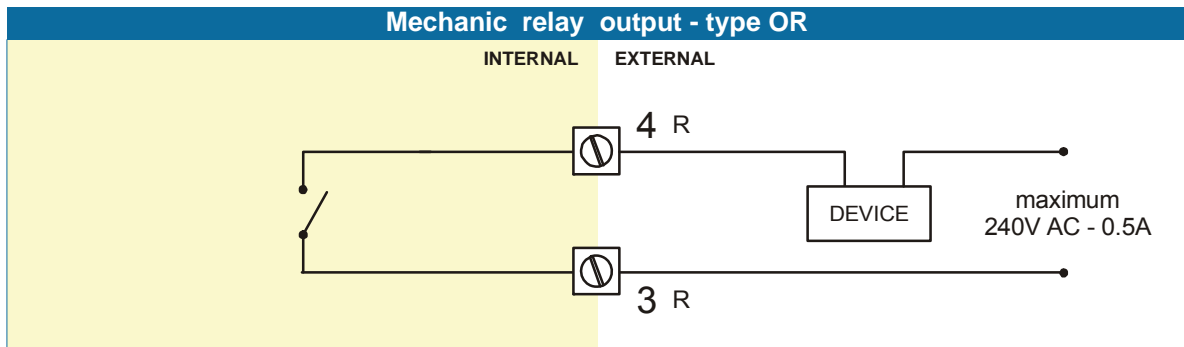 Mechanic relay output - type OR
INTERNAL EXTERNAL
4 R
DEVICE
maximum
240V AC - 0.5A
3 R